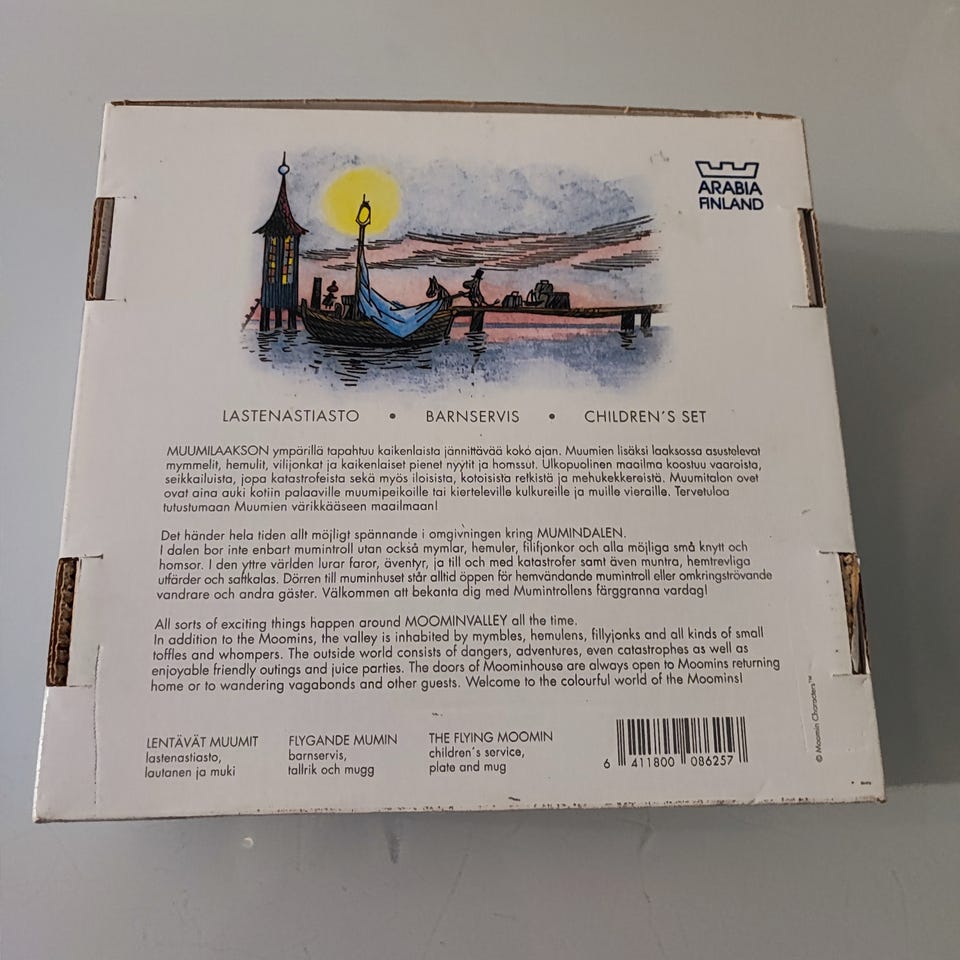 ARABIA
FINLAND
LASTENASTIASTO • BARNSERVIS • CHILDREN'S SET
MUUMILAAKSON ympärillä tapahtuu kaikenlaista jännittävää koko ajan. Muumien lisäksi laaksossa asustelevat
mymmelit, hemulit, vilijonkat ja kaikenlaiset pienet nyytit ja homssut. Ulkopuolinen maailma koostuu vaaroista,
seikkailuista, jopa katastrofeista sekä myös iloisista, kotoisista retkistä ja mehukekkereistä. Muumitalon ovet
ovat aina auki kotiin palaaville muumipeikoille tai kierteleville kulkureille ja muille vieraille. Tervetuloa
tutustumaan Muumien värikkääseen maailmaan!
Det händer hela tiden allt möjligt spännande i omgivningen kring MUMINDALEN.
I dalen bor inte enbart mumintroll utan också mymlar, hemuler, filifjonkor och alla möjliga små knytt och
homsor. I den yttre världen lurar faror, äventyr, ja till och med katastrofer samt även muntra, hemtrevliga
utfärder och saftkalas. Dörren till muminhuset står alltid öppen för hemvändande mumintroll eller omkringströvande
vandrare och andra gäster. Välkommen att bekanta dig med Mumintrollens färggranna vardag!
All sorts of exciting things happen around MOOMINVALLEY all the time.
In addition to the Moomins, the valley is inhabited by mymbles, hemulens, fillyjonks and all kinds of small
toffles and whompers. The outside world consists of dangers, adventures, even catastrophes as well as
enjoyable friendly outings and juice parties. The doors of Moominhouse are always open to Moomins returning
home or to wandering vagabonds and other guests. Welcome to the colourful world of the Moomins!
LENTÄVÄT MUUMIT
lastenastiasto,
lautanen ja muki
FLYGANDE MUMIN
barnservis,
tallrik och mugg
THE FLYING MOOMIN
children's service,
plate and mug
6 411800 086257
© Moomin Characters™